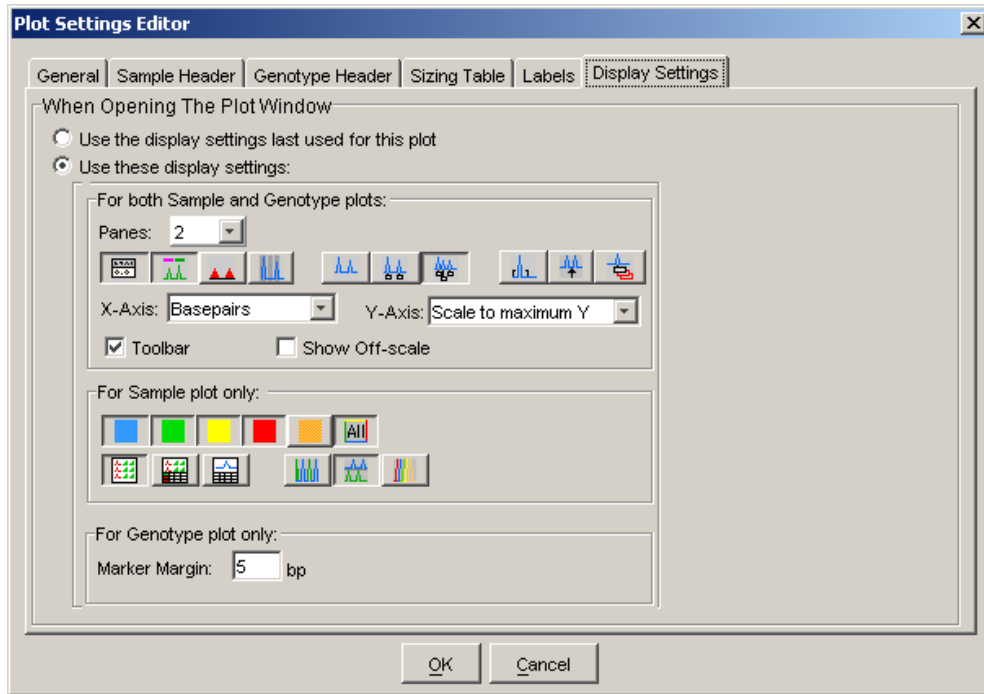 Plot Settings Editor
General Sample Header Genotype Header Sizing Table Labels Display Settings
When Opening The Plot Window
Use the display settings last used for this plot
Use these display settings:
For both Sample and Genotype plots:
Panes: 2
X-Axis: Basepairs Y-Axis: Scale to maximum Y
Toolbar Show Off-scale
For Sample plot only:
All
For Genotype plot only:
Marker Margin: 5 bp
OK Cancel